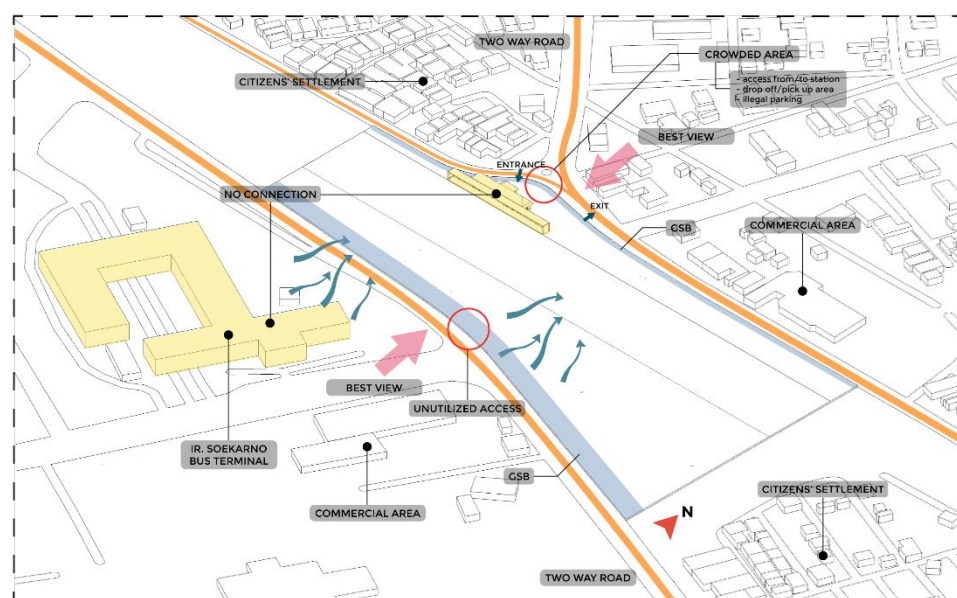 TWO WAY ROAD
CROWDED AREA
- access from/to station
- drop off/pick up area
- illegal parking
CITIZENS' SETTLEMENT
BEST VIEW
ENTRANCE
NO CONNECTION
EXIT
GSB
COMMERCIAL AREA
BEST VIEW
UNUTILIZED ACCESS
IR. SOEKARNO
BUS TERMINAL
GSB
CITIZENS' SETTLEMENT
COMMERCIAL AREA
N
TWO WAY ROAD